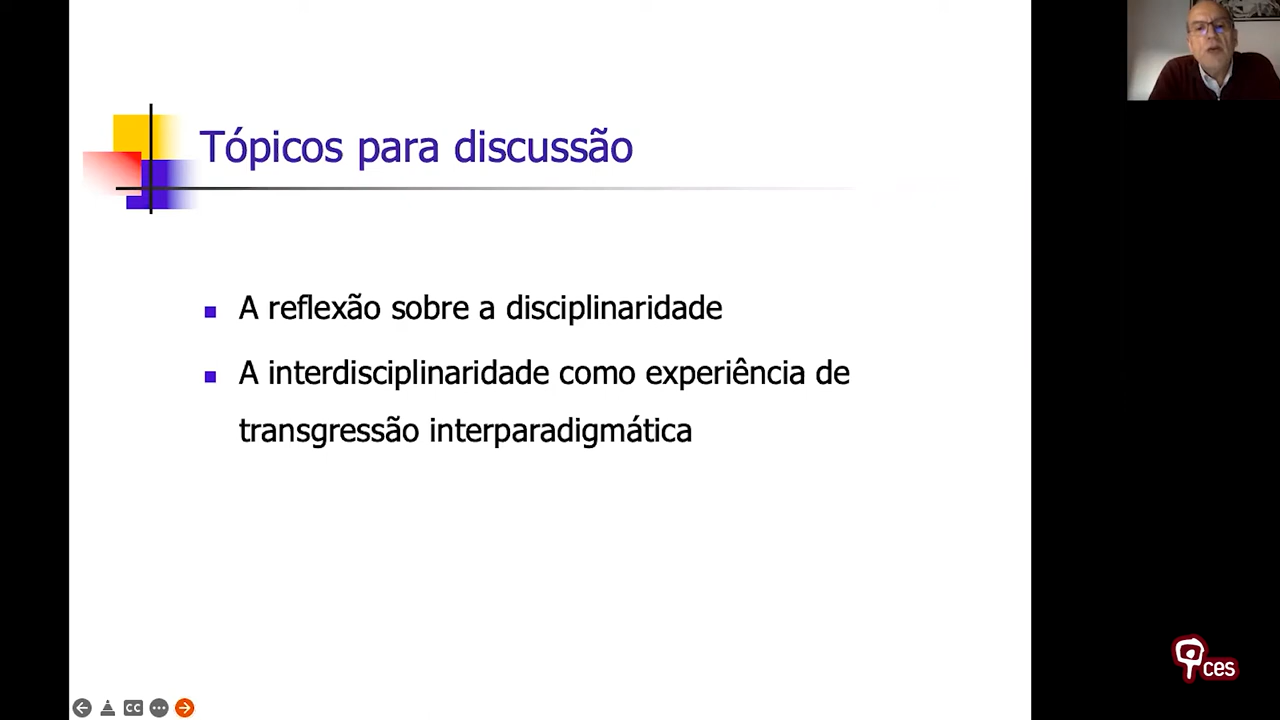 Tópicos para discussão
A reflexão sobre a disciplinaridade
A interdisciplinaridade como experiência de
transgressão interparadigmática
CC
ces